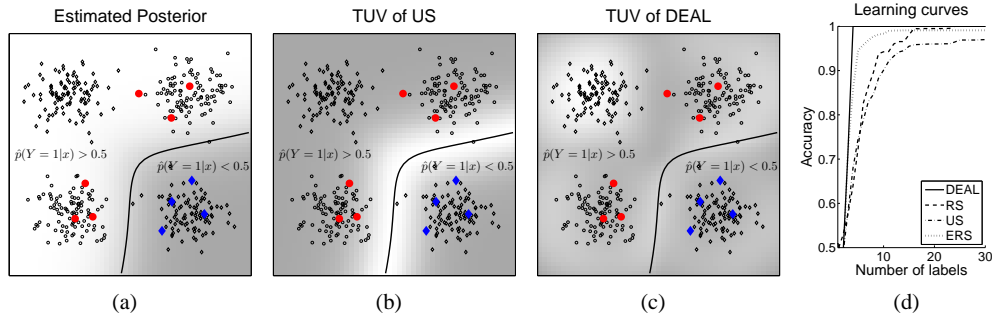 Estimated Posterior
TUV of US
TUV of DEAL
Learning curves
p̂(Y = 1|x) > 0.5
p̂(Y = 1|x) < 0.5
p̂(Y = 1|x) > 0.5
p̂(Y = 1|x) < 0.5
p̂(Y = 1|x) > 0.5
p̂(Y = 1|x) < 0.5
Accuracy
1
0.9
0.8
0.7
0.6
0.5
DEAL
RS
US
ERS
10
20
30
Number of labels
(a)
(b)
(c)
(d)